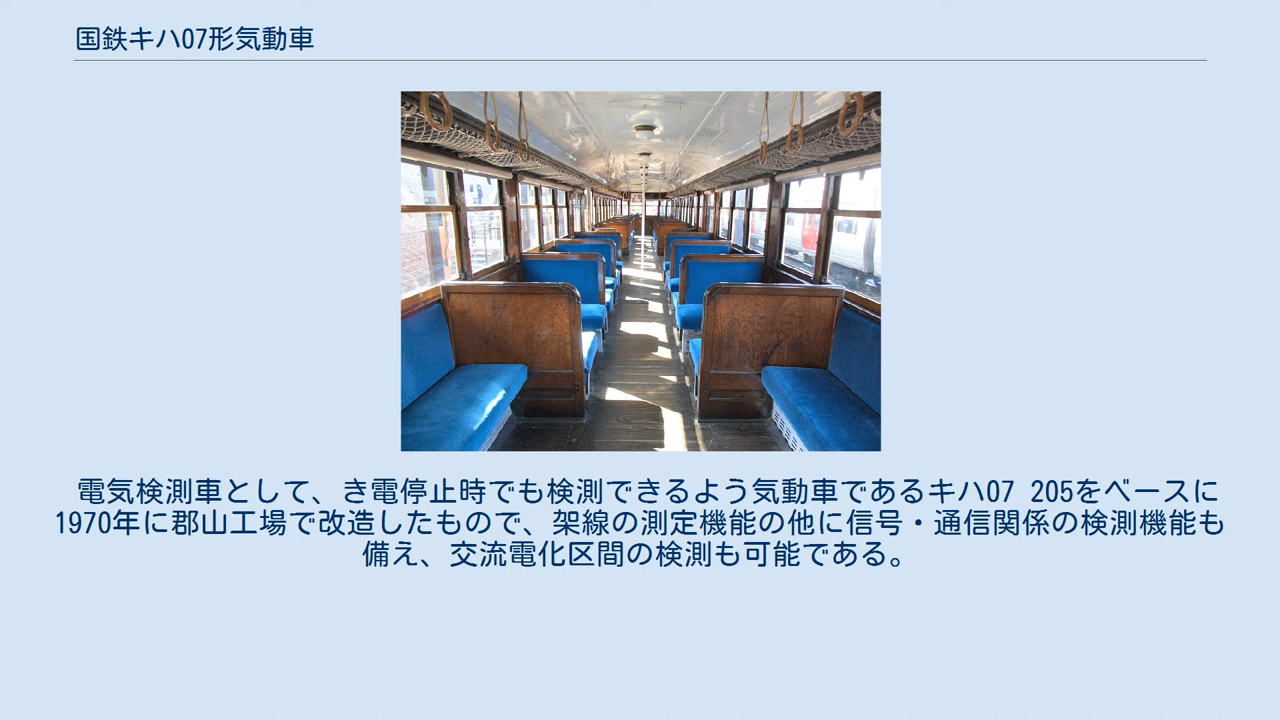 国鉄キハ07形気動車
電気検測車として、き電停止時でも検測できるよう気動車であるキハ07 205をベースに
1970年に郡山工場で改造したもので、架線の測定機能の他に信号・通信関係の検測機能も
備え、交流電化区間の検測も可能である。